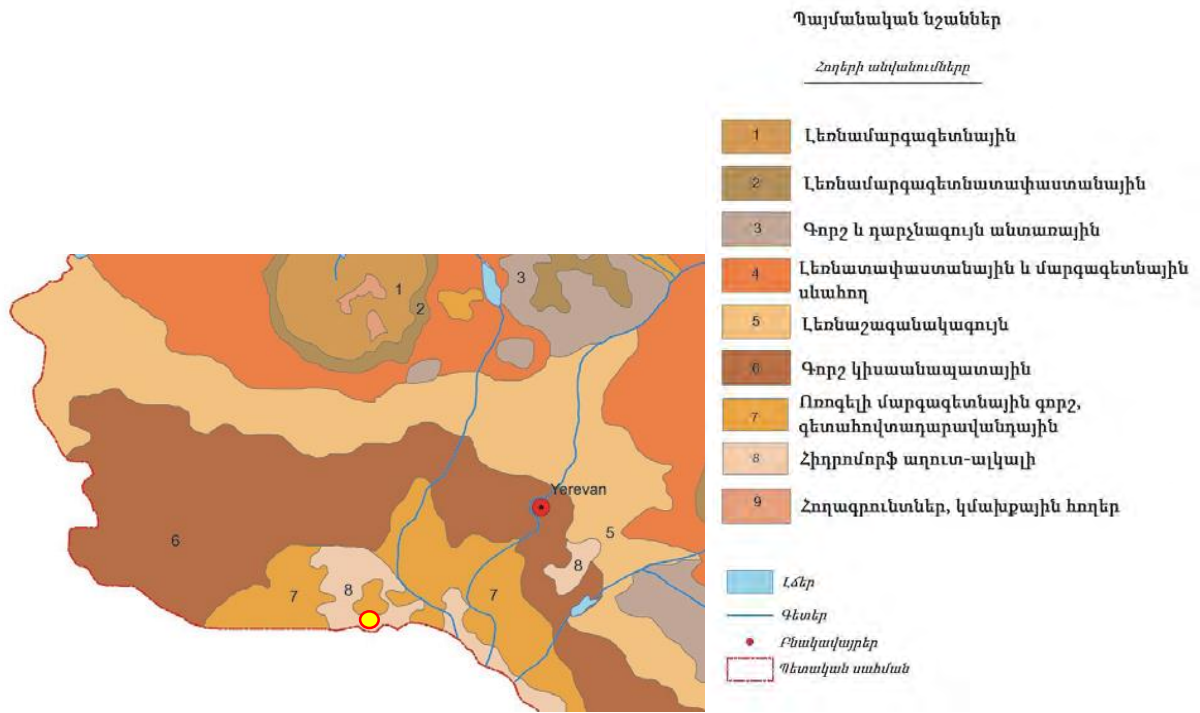 Պայմանական նշաններ
Հողերի անվանումները
1 Լեռնամարգագետնային
2 Լեռնամարգագետնատափաստանային
3 Գորշ և դարչնագույն անտառային
4 Լեռնատափաստանային և մարգագետնային
սևահող
5 Լեռնաշագանակագույն
6 Գորշ կիսաանապատային
7 Ոռոգելի մարգագետնային գորշ,
գետահովտադարավանդային
8 Հիդրոմորֆ աղուտ-ալկալի
9 Հողագրունտներ, կմախքային հողեր
Լճեր
Գետեր
Բնակավայրեր
Պետական սահման
1
2
3
Yerevan
5
6
8
7
8
7